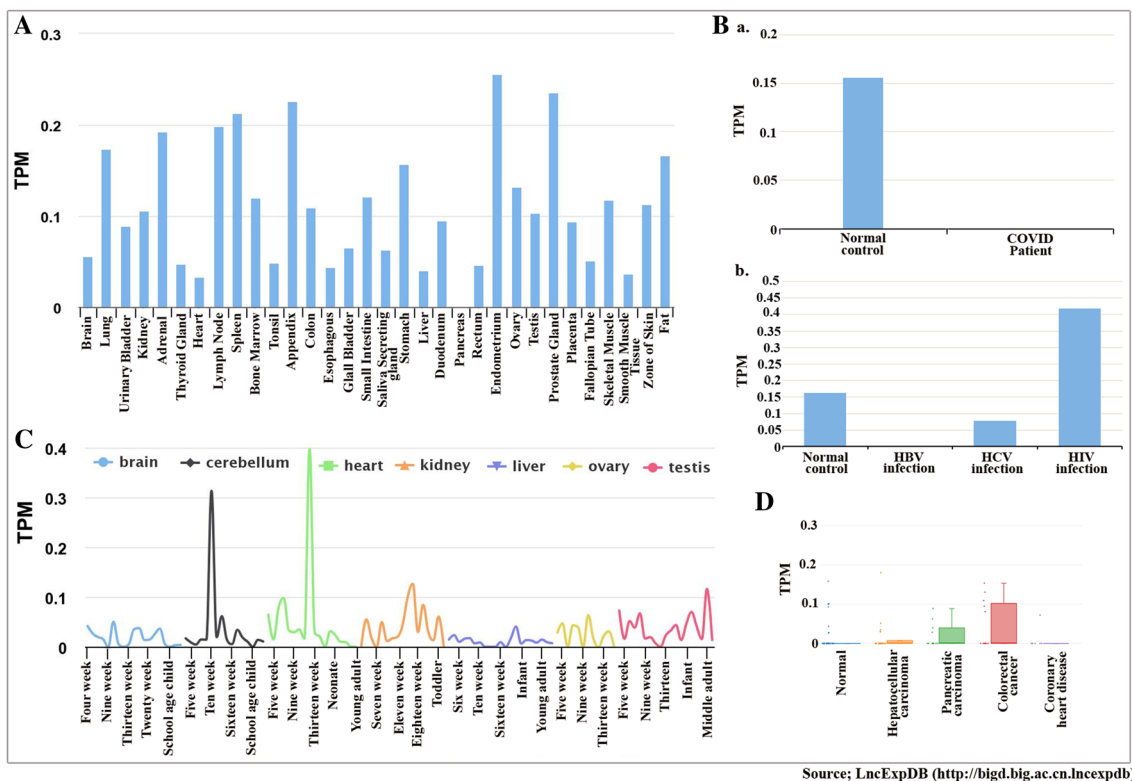 A
0.3
0.2
0.1
0
TPM
Brain
Lung
Urinary Bladder
Kidney
Adrenal
Thyroid Gland
Heart
Lymph Node
Spleen
Bone Marrow
Tonsil
Appendix
Colon
Esophagous
Glall Bladder
Small Intestine
Saliva Secreting
gland
Stomach
Liver
Duodenum
Pancreas
Rectum
Endometrium
Ovary
Testis
Prostate Gland
Placenta
Fallopian Tube
Skeletal Muscle
Smooth Muscle
Tissue
Zone of Skin
Fat
B a.
0.2
0.15
0.1
0.05
0
TPM
Normal
control
COVID
Patient
b.
0.5
0.45
0.4
0.35
0.3
0.25
0.2
0.15
0.1
0.05
0
TPM
Normal
control
HBV
infection
HCV
infection
HIV
infection
C
0.4
0.3
0.2
0.1
0
TPM
brain
cerebellum
heart
kidney
liver
ovary
testis
Four week
Nine week
Thirteen week
Twenty week
School age child
Five week
Ten week
Sixteen week
School age child
Five week
Nine week
Thirteen week
Neonate
Young adult
Seven week
Eleven week
Eighteen week
Toddler
Six week
Ten week
Sixteen week
Infant
Young adult
Five week
Nine week
Thirteen week
Five week
Nine week
Thirteen
Infant
Middle adult
D
0.3
0.2
0.1
0
TPM
Normal
Hepatocellular
carcinoma
Pancreatic
carcinoma
Colorectal
cancer
Coronary
heart disease
Source; LncExpDB (http://bigd.big.ac.cn.lncexpdb)